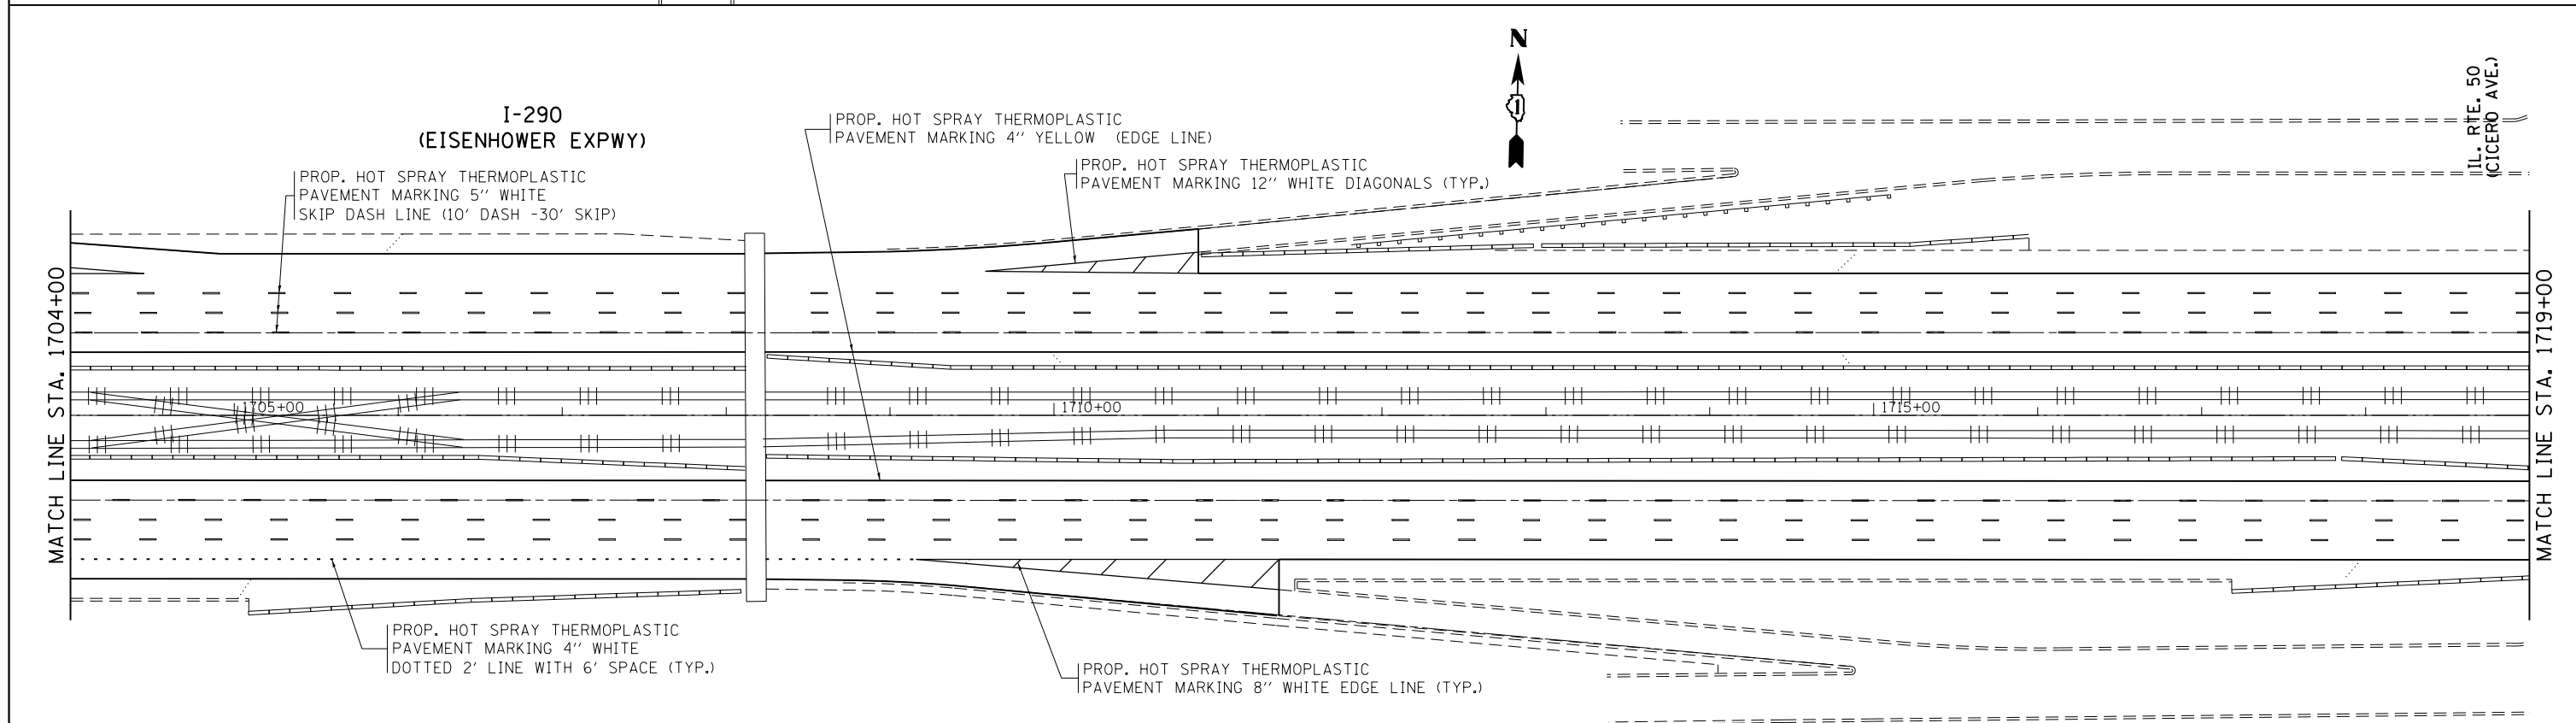 N
1
I-290
(EISENHOWER EXPWY)
PROP. HOT SPRAY THERMOPLASTIC
PAVEMENT MARKING 4" YELLOW (EDGE LINE)
PROP. HOT SPRAY THERMOPLASTIC
PAVEMENT MARKING 12" WHITE DIAGONALS (TYP.)
PROP. HOT SPRAY THERMOPLASTIC
PAVEMENT MARKING 5" WHITE
SKIP DASH LINE (10' DASH -30' SKIP)
IL. RTE. 50
(CICERO AVE.)
MATCH LINE STA. 1704+00
1705+00
1710+00
1715+00
MATCH LINE STA. 1719+00
PROP. HOT SPRAY THERMOPLASTIC
PAVEMENT MARKING 4" WHITE
DOTTED 2' LINE WITH 6' SPACE (TYP.)
PROP. HOT SPRAY THERMOPLASTIC
PAVEMENT MARKING 8" WHITE EDGE LINE (TYP.)